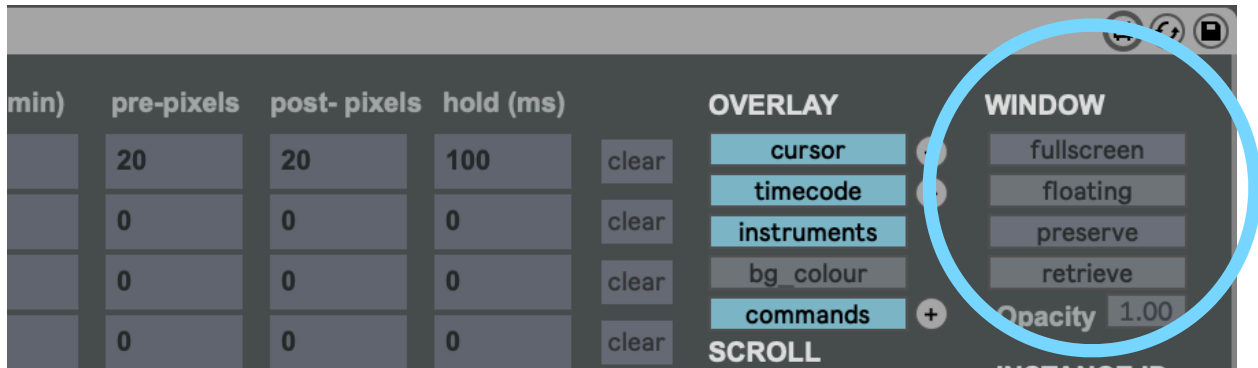 min) pre-pixels post- pixels hold (ms) OVERLAY WINDOW
20 20 100 clear cursor fullscreen
timecode floating
0 0 0 clear instruments preserve
0 0 0 clear bg_colour retrieve
commands + Opacity 1.00
0 0 0 clear SCROLL